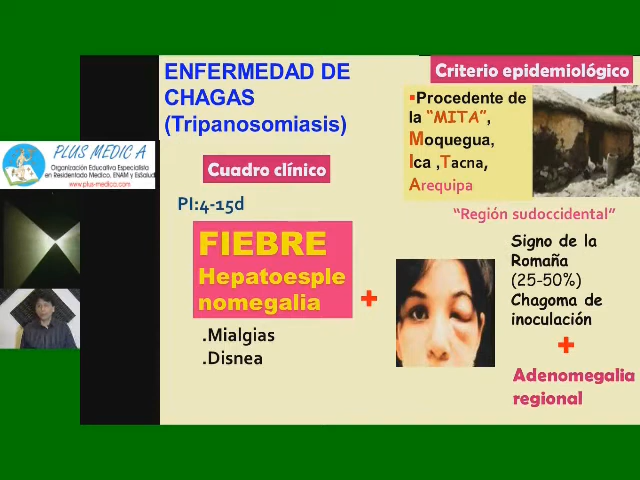 ENFERMEDAD DE
CHAGAS
(Tripanosomiasis)
Criterio epidemiológico
▪Procedente de
la "MITA",
Moquegua,
Ica ,Tacna,
Arequipa
"Región sudoccidental"
PLUS MEDIC A
Organización Educativa Especialista
en Residentado Medico, ENAM y EsSalud
www.plus-medica.com
Cuadro clínico
PI:4-15d
FIEBRE
Hepatoesple
nomegalia
+
.Mialgias
.Disnea
Signo de la
Romaña
(25-50%)
Chagoma de
inoculación
+
Adenomegalia
regional